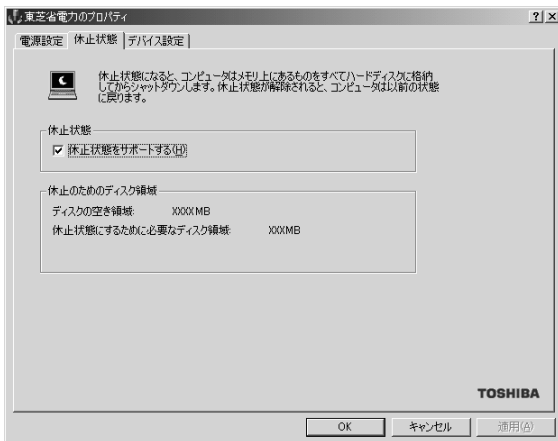 東芝省電力のプロパティ
電源設定 休止状態 デバイス設定
休止状態になると、コンピュータはメモリ上にあるものをすべてハードディスクに格納
してからシャットダウンします。休止状態が解除されると、コンピュータは以前の状態
に戻ります。
休止状態
休止状態をサポートする(H)
休止のためのディスク領域
ディスクの空き領域: XXXXMB
休止状態にするために必要なディスク領域: XXXMB
TOSHIBA
OK キャンセル 適用(A)